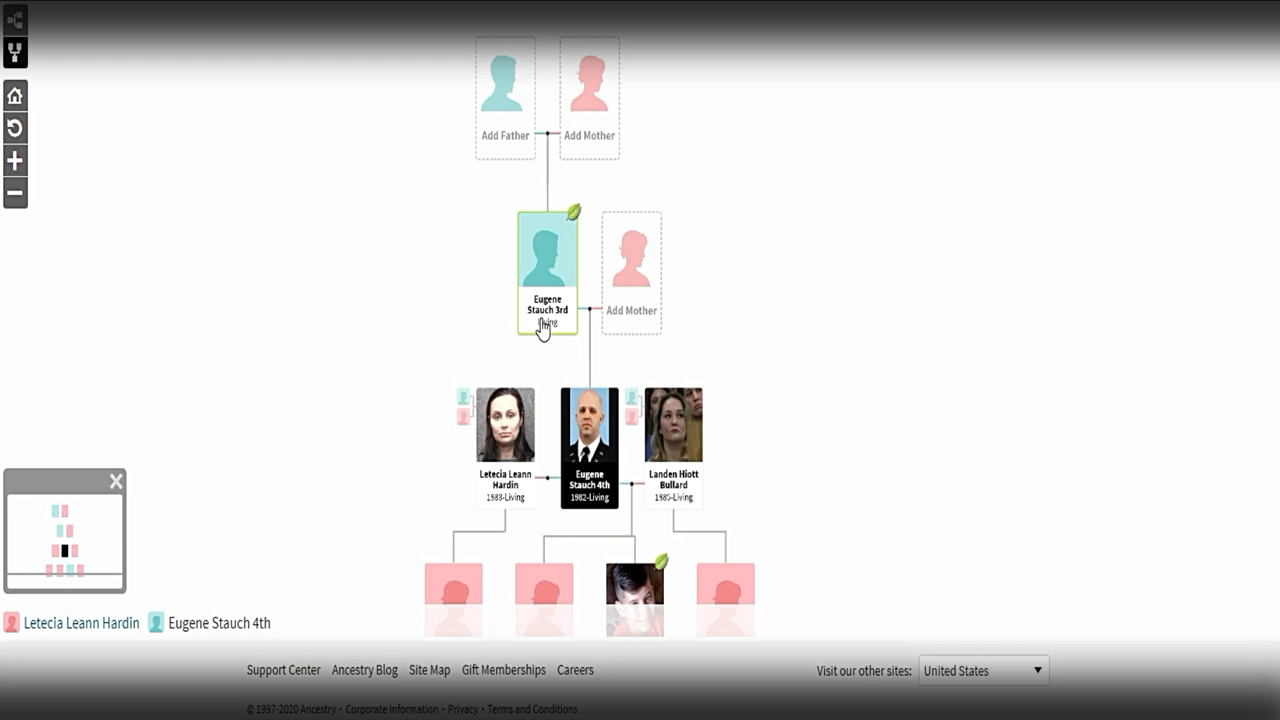 Add Father
Add Mother
Eugene
Stauch 3rd
Living
Add Mother
Letecia Leann
Hardin
1983-Living
Eugene
Stauch 4th
1982-Living
Landen Hiott
Bullard
1985-Living
Letecia Leann Hardin
Eugene Stauch 4th
Support Center
Ancestry Blog
Site Map
Gift Memberships
Careers
Visit our other sites:
United States
© 1997-2020 Ancestry • Corporate Information • Privacy • Terms and Conditions